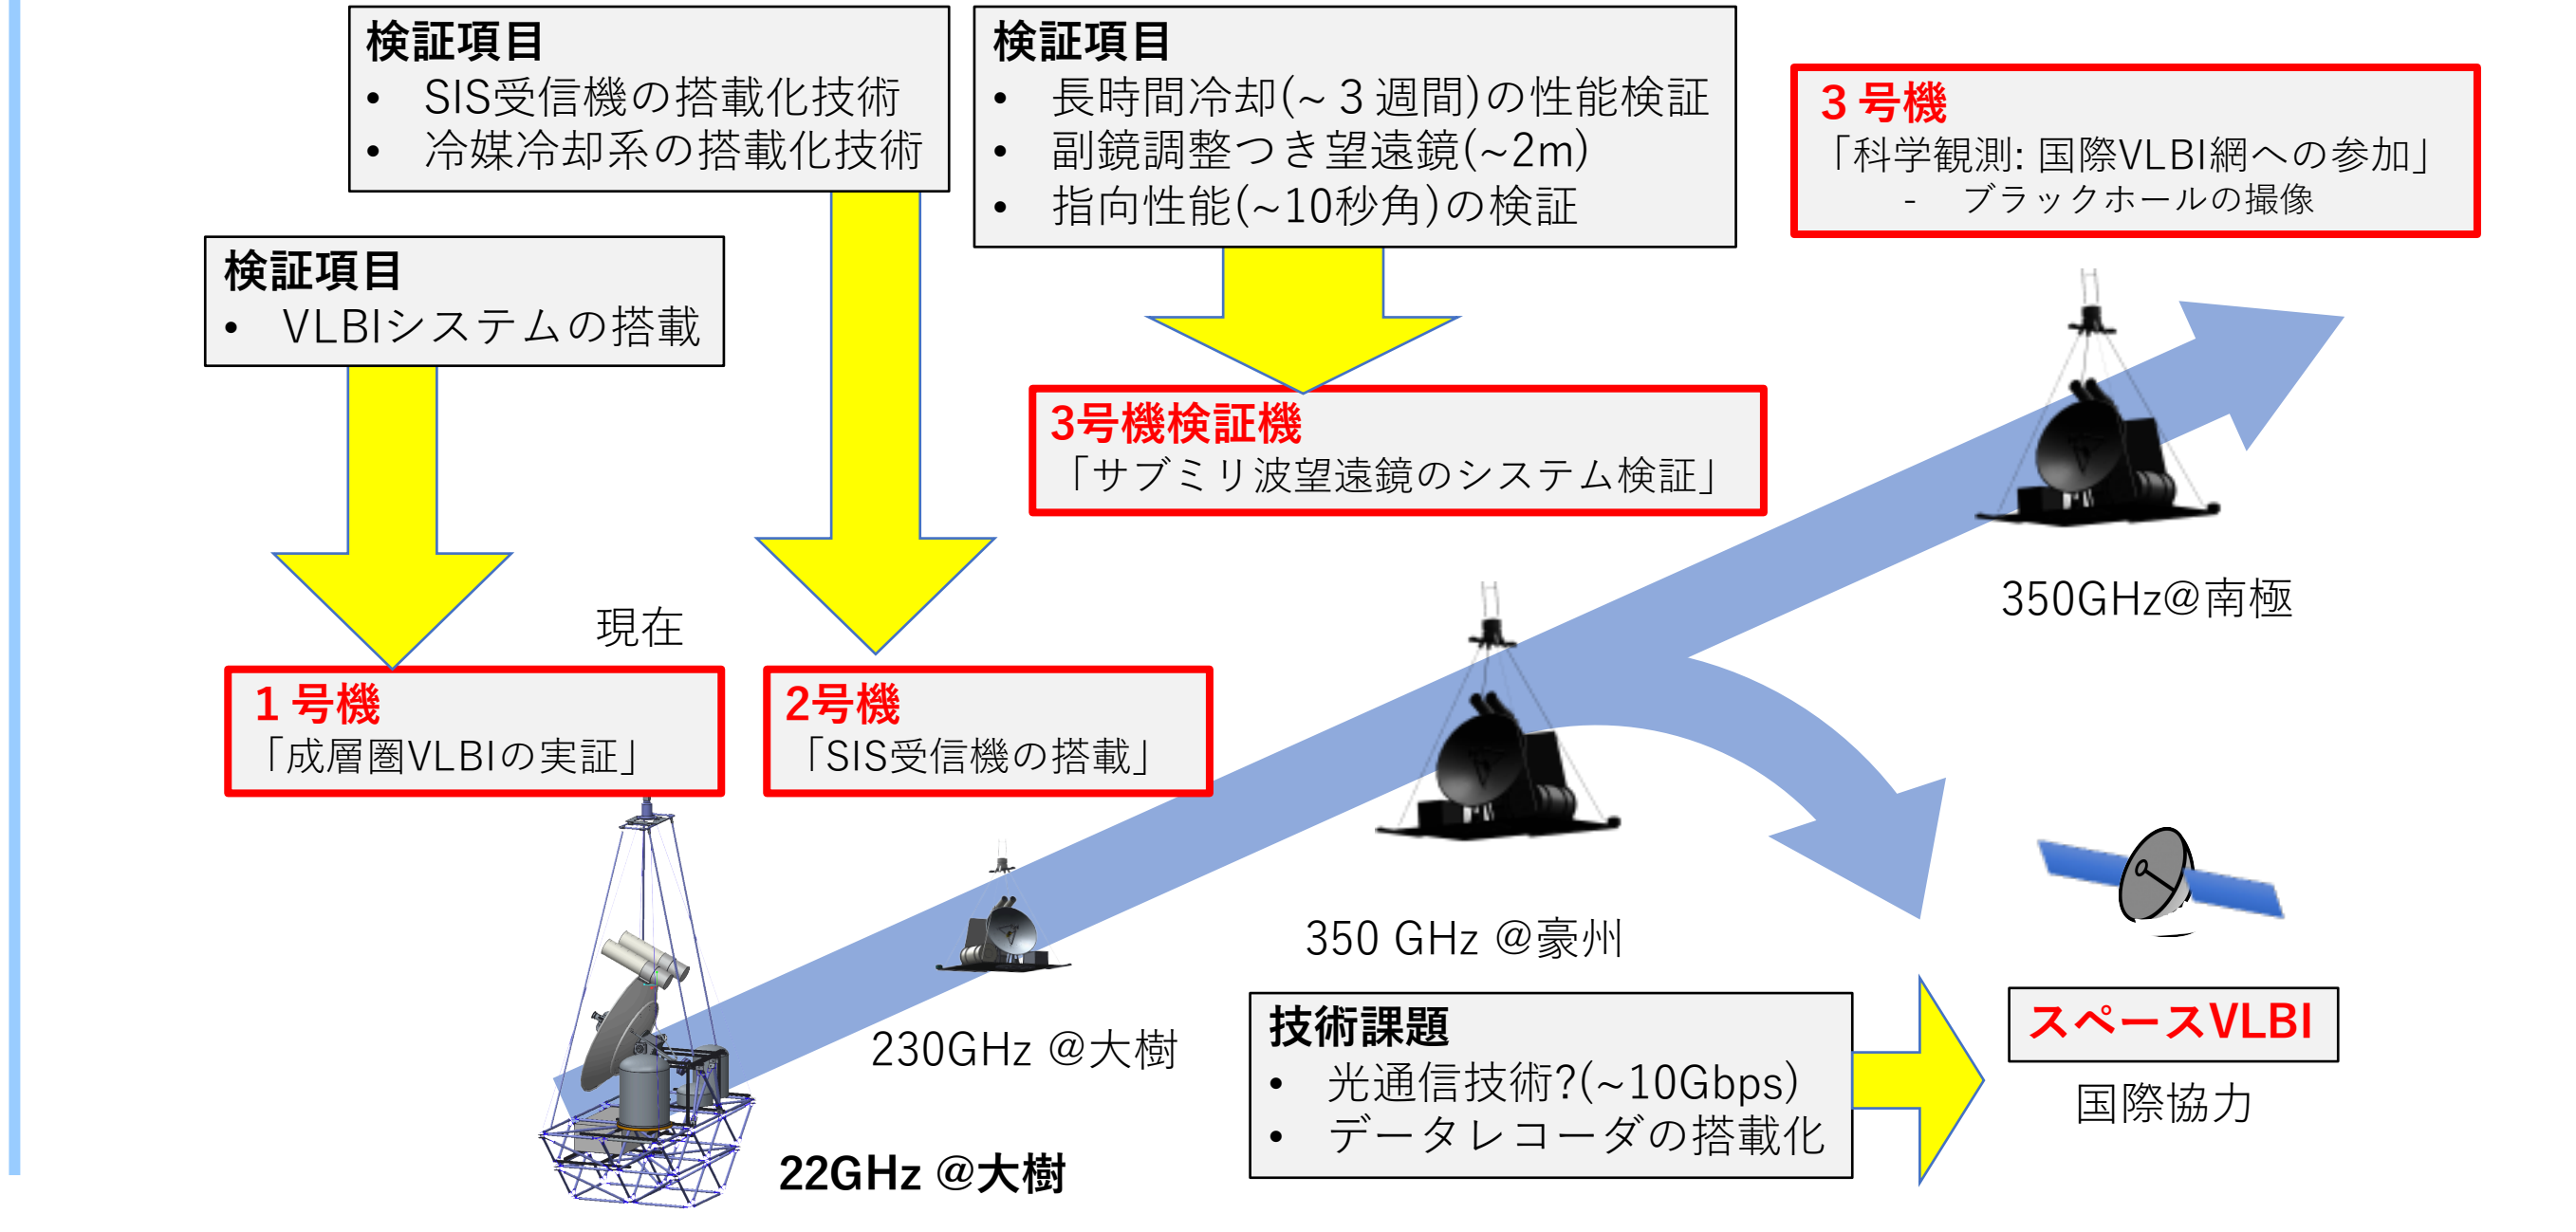 検証項目
• SIS受信機の搭載化技術
• 冷媒冷却系の搭載化技術
検証項目
• 長時間冷却(~３週間)の性能検証
• 副鏡調整つき望遠鏡(~2m)
• 指向性能(~10秒角)の検証
３号機
「科学観測: 国際VLBI網への参加」
- ブラックホールの撮像
検証項目
• VLBIシステムの搭載
3号機検証機
「サブミリ波望遠鏡のシステム検証」
350GHz@南極
現在
１号機
「成層圏VLBIの実証」
2号機
「SIS受信機の搭載」
350 GHz @豪州
230GHz @大樹
22GHz @大樹
技術課題
• 光通信技術?(~10Gbps)
• データレコーダの搭載化
スペースVLBI
国際協力